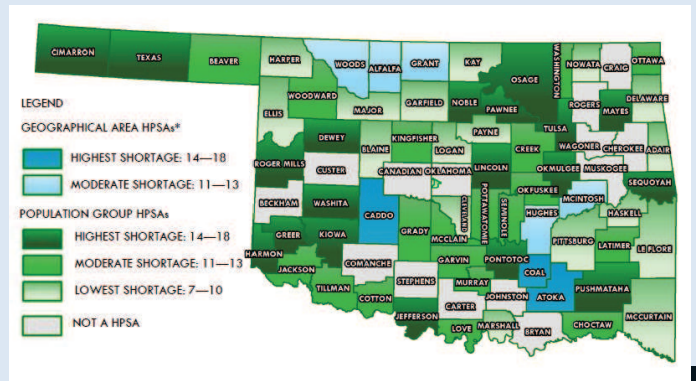 CIMARRON
TEXAS
BEAVER
HARPER
WOODS
ALFALFA
GRANT
KAY
WASHINGTON
NOWATA
CRAIG
OTTAWA
OSAGE
WOODWARD
ELLIS
MAJOR
GARFIELD
NOBLE
PAWNEE
ROGERS
MAYES
DELAWARE
LEGEND
GEOGRAPHICAL AREA HPSAs*
HIGHEST SHORTAGE: 14—18
MODERATE SHORTAGE: 11—13
POPULATION GROUP HPSAs
HIGHEST SHORTAGE: 14—18
MODERATE SHORTAGE: 11—13
LOWEST SHORTAGE: 7—10
NOT A HPSA
DEWEY
BLAINE
KINGFISHER
LOGAN
PAYNE
CREEK
TULSA
WAGONER
CHEROKEE
ADAIR
ROGER MILLS
CUSTER
CANADIAN
OKLAHOMA
LINCOLN
OKMULGEE
MUSKOGEE
SEQUOYAH
BECKHAM
WASHITA
CADDO
CLEVELAND
POTTAWATOMIE
SEMINOLE
OKFUSKEE
MCINTOSH
HUGHES
HASKELL
GREER
KIOWA
GRADY
MCCLAIN
PITTSBURG
LATIMER
LE FLORE
HARMON
JACKSON
COMANCHE
GARVIN
PONTOTOC
COAL
TILLMAN
COTTON
STEPHENS
MURRAY
JOHNSTON
ATOKA
PUSHMATAHA
CARTER
JEFFERSON
LOVE
MARSHALL
BRYAN
CHOCTAW
MCCURTAIN